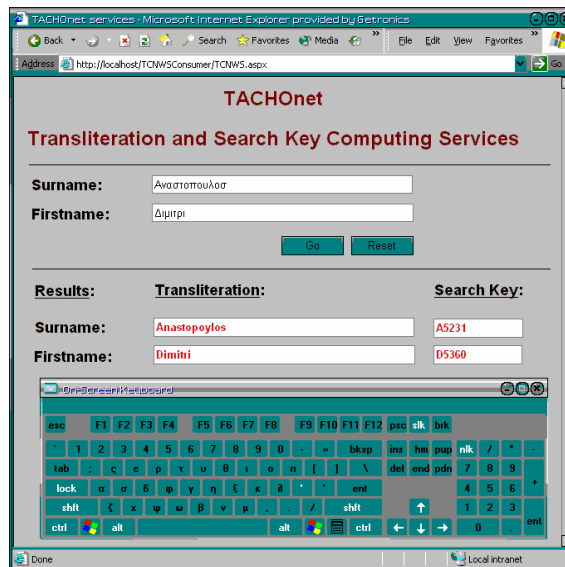 TACHOnet services - Microsoft Internet Explorer provided by Getronics
Back Search Favorites Media » File Edit View Favorites »
Address http://localhost/TCNWSConsumer/TCNWS.aspx Go
TACHOnet
Transliteration and Search Key Computing Services
Surname: Αναστοπουλοσ
Firstname: Διμιτρι
Go Reset
Results: Transliteration: Search Key:
Surname: Anastopoylos A5231
Firstname: Dimitri D5360
On-Screen Keyboard
esc F1 F2 F3 F4 F5 F6 F7 F8 F9 F10 F11 F12 psc slk brk
` 1 2 3 4 5 6 7 8 9 0 - = bksp ins hm pup nlk / * -
tab ; ς ε ρ τ υ θ ι ο π [ ] \ del end pdn 7 8 9 +
lock α σ δ φ γ η ξ κ λ ΄ ' ent 4 5 6
shft ζ χ ψ ω β ν μ , . / shft ↑ 1 2 3 ent
ctrl alt alt ctrl ← ↓ → 0 .
Done Local intranet